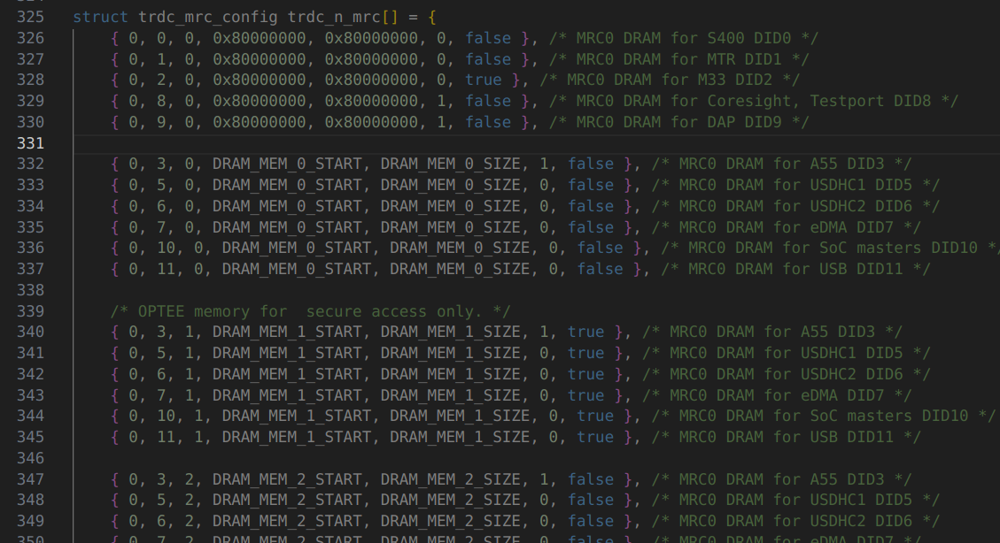 325 struct trdc_mrc_config trdc_n_mrc[] = {
326 { 0, 0, 0, 0x80000000, 0x80000000, 0, false }, /* MRC0 DRAM for S400 DID0 */
327 { 0, 1, 0, 0x80000000, 0x80000000, 0, false }, /* MRC0 DRAM for MTR DID1 */
328 { 0, 2, 0, 0x80000000, 0x80000000, 0, true }, /* MRC0 DRAM for M33 DID2 */
329 { 0, 8, 0, 0x80000000, 0x80000000, 1, false }, /* MRC0 DRAM for Coresight, Testport DID8 */
330 { 0, 9, 0, 0x80000000, 0x80000000, 1, false }, /* MRC0 DRAM for DAP DID9 */
331
332 { 0, 3, 0, DRAM_MEM_0_START, DRAM_MEM_0_SIZE, 1, false }, /* MRC0 DRAM for A55 DID3 */
333 { 0, 5, 0, DRAM_MEM_0_START, DRAM_MEM_0_SIZE, 0, false }, /* MRC0 DRAM for USDHC1 DID5 */
334 { 0, 6, 0, DRAM_MEM_0_START, DRAM_MEM_0_SIZE, 0, false }, /* MRC0 DRAM for USDHC2 DID6 */
335 { 0, 7, 0, DRAM_MEM_0_START, DRAM_MEM_0_SIZE, 0, false }, /* MRC0 DRAM for eDMA DID7 */
336 { 0, 10, 0, DRAM_MEM_0_START, DRAM_MEM_0_SIZE, 0, false }, /* MRC0 DRAM for SoC masters DID10 */
337 { 0, 11, 0, DRAM_MEM_0_START, DRAM_MEM_0_SIZE, 0, false }, /* MRC0 DRAM for USB DID11 */
338
339 /* OPTEE memory for  secure access only. */
340 { 0, 3, 1, DRAM_MEM_1_START, DRAM_MEM_1_SIZE, 1, true }, /* MRC0 DRAM for A55 DID3 */
341 { 0, 5, 1, DRAM_MEM_1_START, DRAM_MEM_1_SIZE, 0, true }, /* MRC0 DRAM for USDHC1 DID5 */
342 { 0, 6, 1, DRAM_MEM_1_START, DRAM_MEM_1_SIZE, 0, true }, /* MRC0 DRAM for USDHC2 DID6 */
343 { 0, 7, 1, DRAM_MEM_1_START, DRAM_MEM_1_SIZE, 0, true }, /* MRC0 DRAM for eDMA DID7 */
344 { 0, 10, 1, DRAM_MEM_1_START, DRAM_MEM_1_SIZE, 0, true }, /* MRC0 DRAM for SoC masters DID10 */
345 { 0, 11, 1, DRAM_MEM_1_START, DRAM_MEM_1_SIZE, 0, true }, /* MRC0 DRAM for USB DID11 */
346
347 { 0, 3, 2, DRAM_MEM_2_START, DRAM_MEM_2_SIZE, 1, false }, /* MRC0 DRAM for A55 DID3 */
348 { 0, 5, 2, DRAM_MEM_2_START, DRAM_MEM_2_SIZE, 0, false }, /* MRC0 DRAM for USDHC1 DID5 */
349 { 0, 6, 2, DRAM_MEM_2_START, DRAM_MEM_2_SIZE, 0, false }, /* MRC0 DRAM for USDHC2 DID6 */
350 { 0, 7, 2, DRAM_MEM_2_START, DRAM_MEM_2_SIZE, 0, false }, /* MRC0 DRAM for eDMA DID7 */